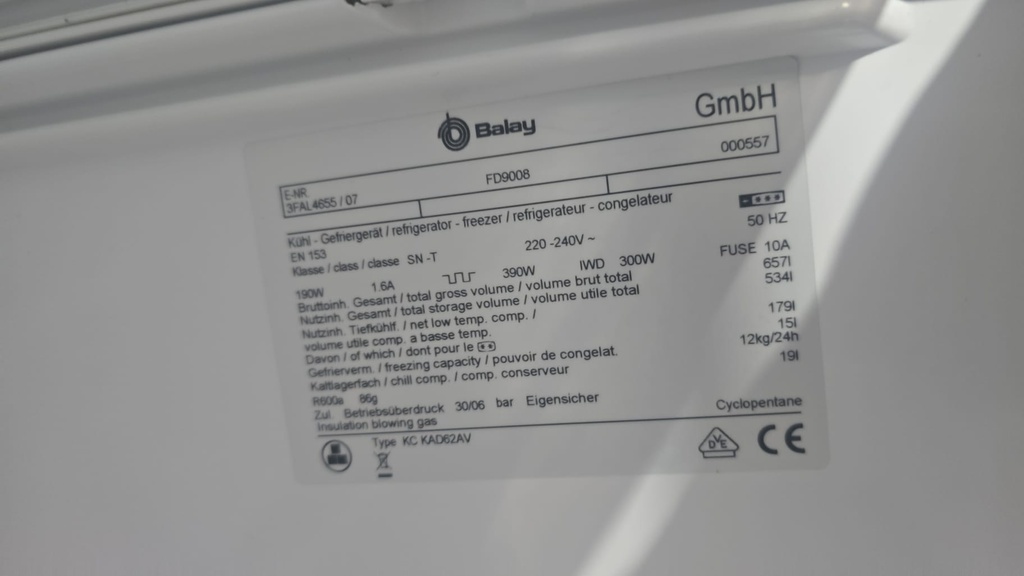 Balay
GmbH
E-NR.
3FAL4655 / 07 FD9008 000557
Kühl - Gefriergerät / refrigerator - freezer / refrigerateur - congelateur
EN 153
50 HZ
Klasse / class / classe SN -T 220 -240V ~ FUSE 10A
190W 1.6A 390W IWD 300W
Bruttoinh. Gesamt / total gross volume / volume brut total 657l
Nutzinh. Gesamt / total storage volume / volume utile total 534l
Nutzinh. Tiefkühlf. / net low temp. comp. /
volume utile comp. a basse temp. 179l
Davon / of which / dont pour le 15l
Gefrierverm. / freezing capacity / pouvoir de congelat. 12kg/24h
Kaltlagerfach / chill comp. / comp. conserveur 19l
R600a 86g
Zul. Betriebsüberdruck 30/06 bar Eigensicher
Insulation blowing gas Cyclopentane
Type KC KAD62AV
DVE
CE